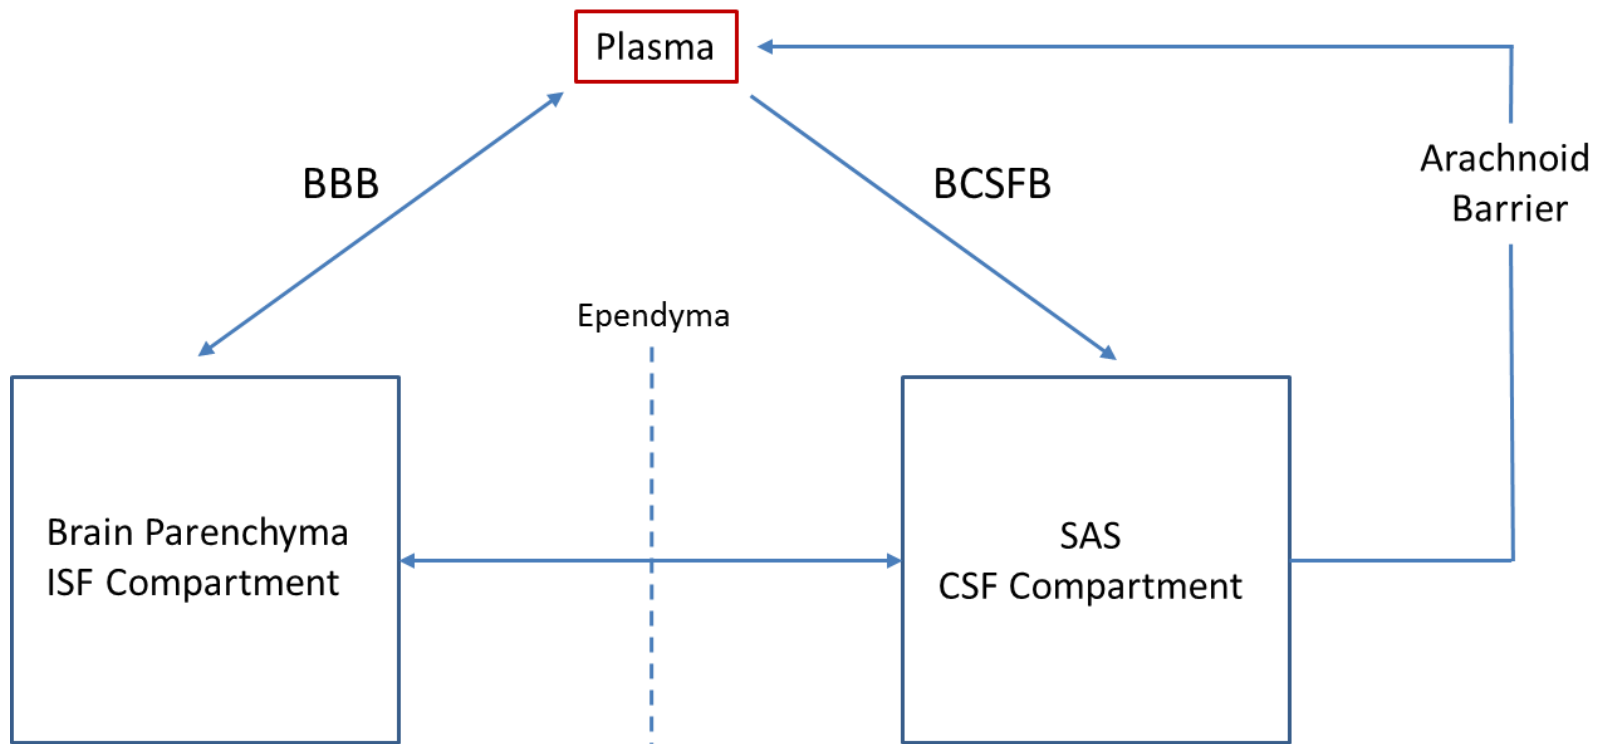 Plasma
BBB
BCSFB
Arachnoid
Barrier
Ependyma
Brain Parenchyma
ISF Compartment
SAS
CSF Compartment